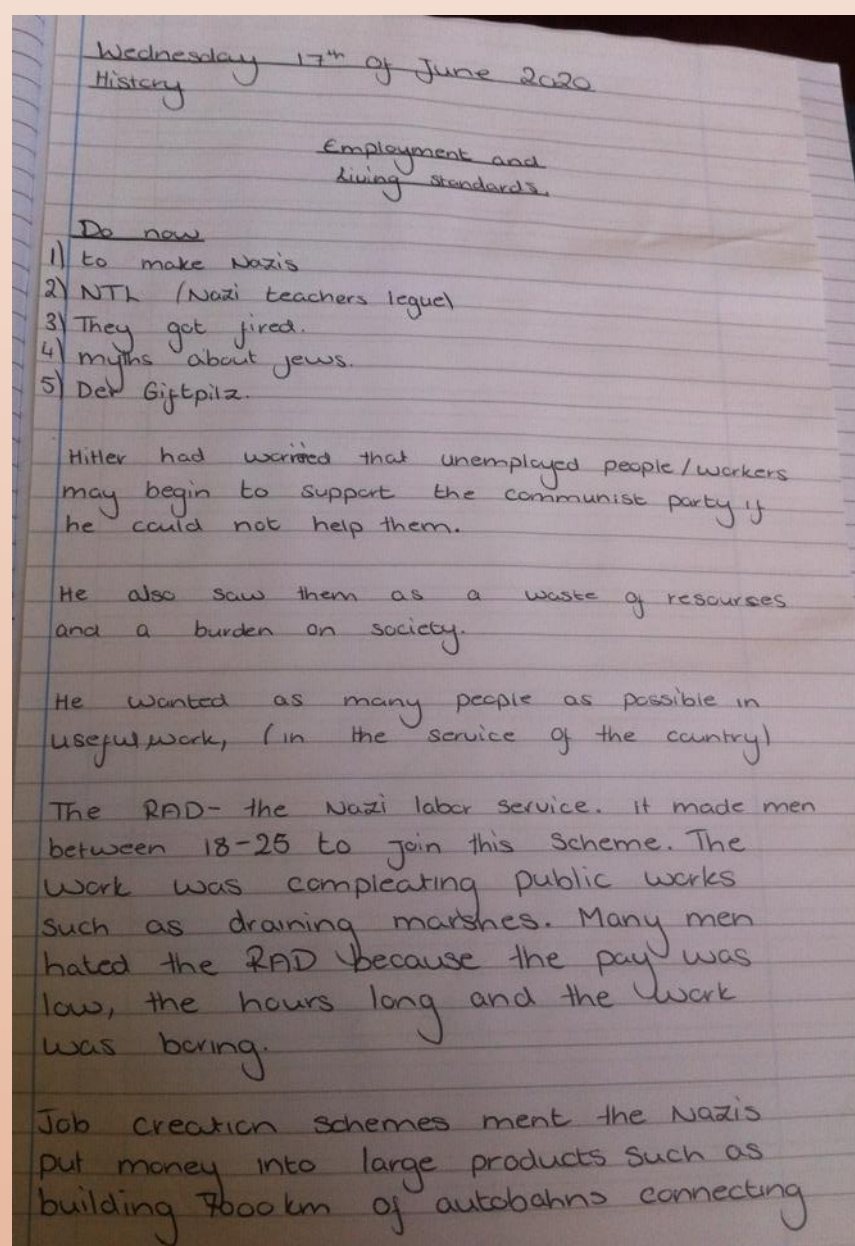 Wednesday 17th of June 2020
History
Employment and
Living standards.
Do now
1) to make Nazis
2) NTL (Nazi teachers legue)
3) They got fired.
4) myths about jews.
5) Der Giftpilz.
Hitler had worried that unemployed people/workers
may begin to support the communist party if
he could not help them.
He also saw them as a waste of resourses
and a burden on society.
He wanted as many people as possible in
useful work, (in the service of the country)
The RAD- the Nazi labor service. it made men
between 18-25 to join this scheme. The
work was compleating public works
such as draining marshes. Many men
hated the RAD because the pay was
low, the hours long and the work
was boring.
Job creation schemes ment the Nazis
put money into large products such as
building 7000 km of autobahns connecting